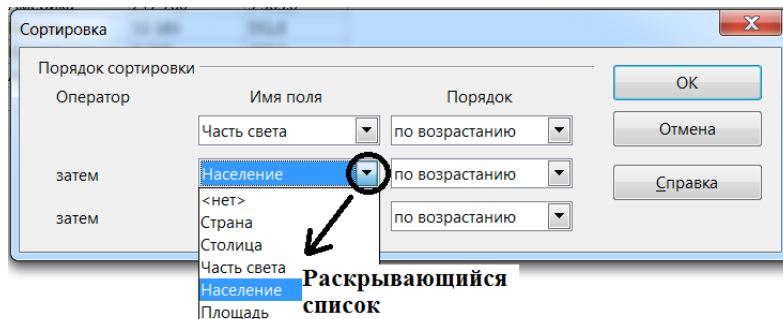 Сортировка
Порядок сортировки
Оператор Имя поля Порядок
Часть света по возрастанию
затем Население по возрастанию
затем по возрастанию
<нет>
Страна
Столица
Часть света
Население
Площадь
OK
Отмена
Справка
Раскрывающийся
список